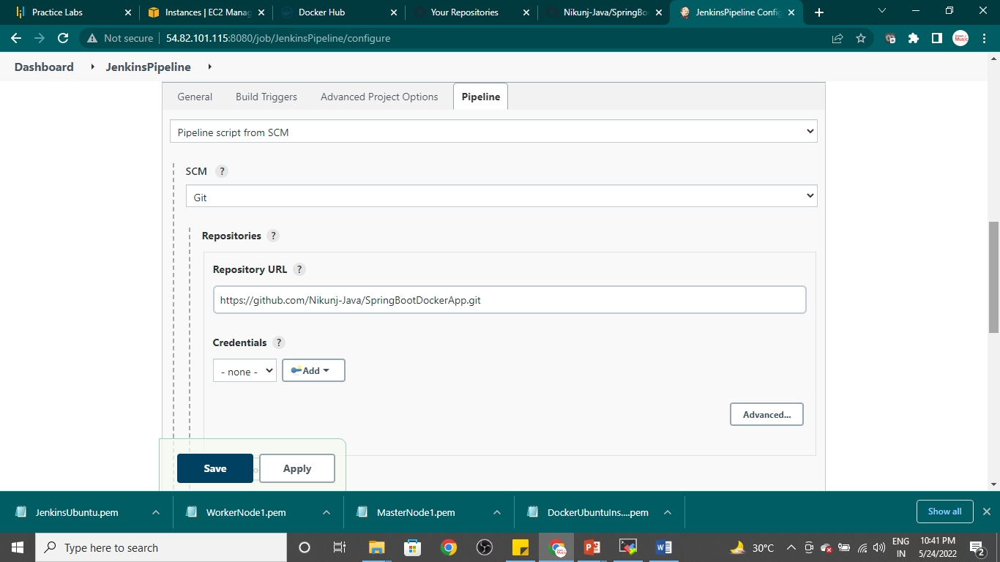 Practice Labs
Instances | EC2 Manag
Docker Hub
Your Repositories
Nikunj-Java/SpringBo
JenkinsPipeline Config
Not secure
54.82.101.115:8080/job/JenkinsPipeline/configure
Dashboard
JenkinsPipeline
General
Build Triggers
Advanced Project Options
Pipeline
Pipeline script from SCM
SCM ?
Git
Repositories ?
Repository URL ?
https://github.com/Nikunj-Java/SpringBootDockerApp.git
Credentials ?
- none -
Add
Advanced...
Save
Apply
JenkinsUbuntu.pem
WorkerNode1.pem
MasterNode1.pem
DockerUbuntuIns....pem
Show all
Type here to search
30°C
ENG
IN
10:41 PM
5/24/2022
2